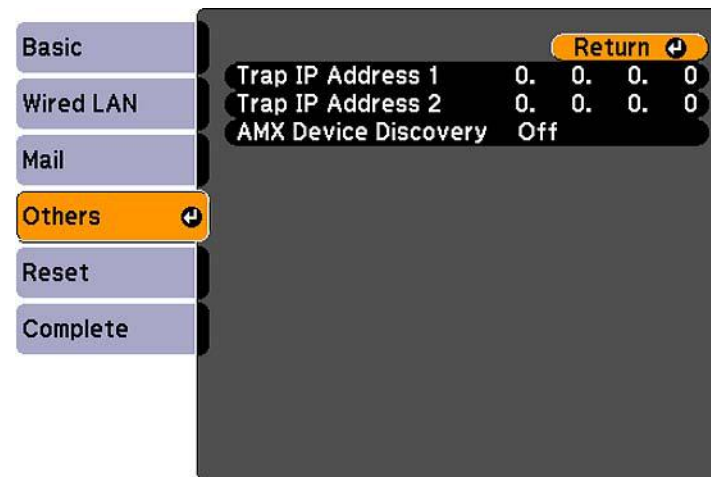 Basic
Wired LAN
Mail
Others
Reset
Complete
Return
Trap IP Address 1 0. 0. 0. 0
Trap IP Address 2 0. 0. 0. 0
AMX Device Discovery Off